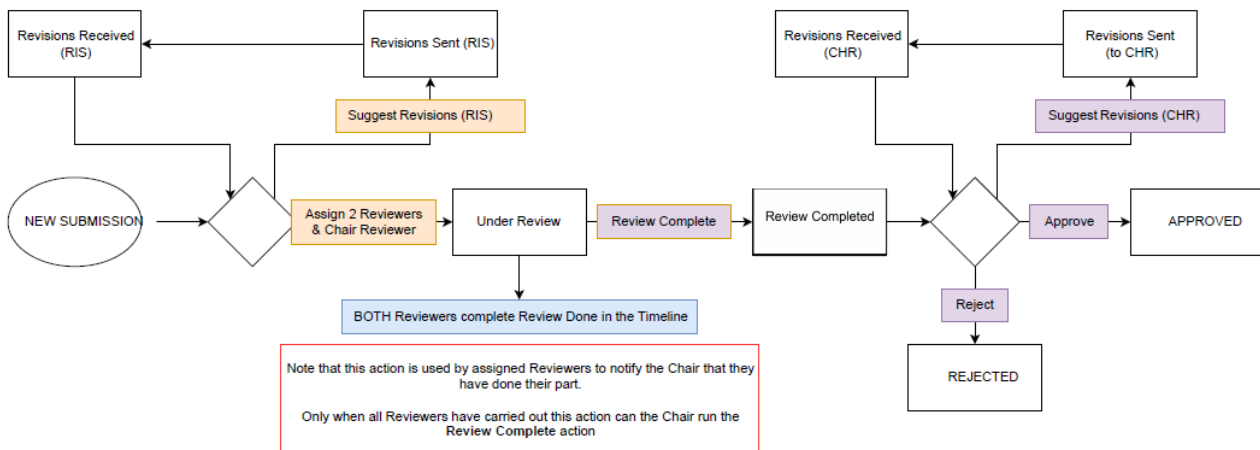 Revisions Received
(RIS)
Revisions Sent (RIS)
Revisions Received
(CHR)
Revisions Sent
(to CHR)
Suggest Revisions (RIS)
Suggest Revisions (CHR)
NEW SUBMISSION
Assign 2 Reviewers
& Chair Reviewer
Under Review
Review Complete
Review Completed
Approve
APPROVED
BOTH Reviewers complete Review Done in the Timeline
Reject
REJECTED
Note that this action is used by assigned Reviewers to notify the Chair that they
have done their part.
Only when all Reviewers have carried out this action can the Chair run the
Review Complete action